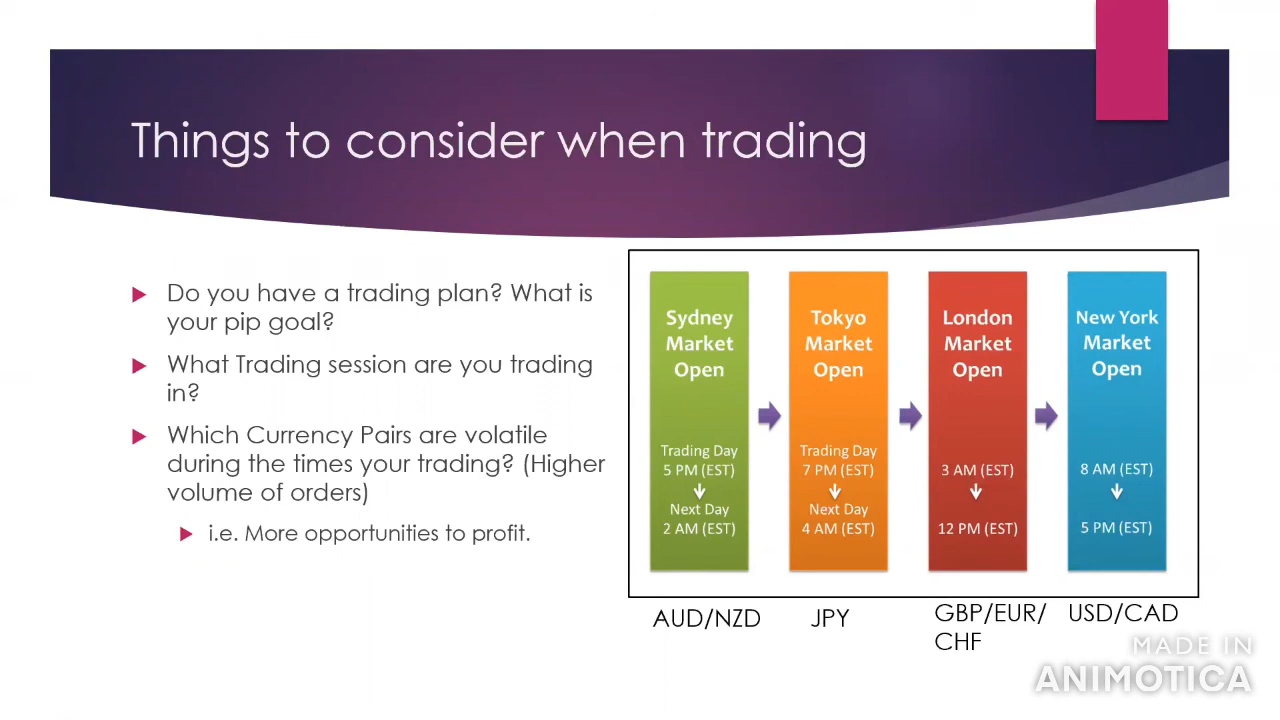 Things to consider when trading
Do you have a trading plan? What is
your pip goal?
What Trading session are you trading
in?
Which Currency Pairs are volatile
during the times your trading? (Higher
volume of orders)
i.e. More opportunities to profit.
Sydney
Market
Open
Trading Day
5 PM (EST)
Next Day
2 AM (EST)
Tokyo
Market
Open
Trading Day
7 PM (EST)
Next Day
4 AM (EST)
London
Market
Open
3 AM (EST)
12 PM (EST)
New York
Market
Open
8 AM (EST)
5 PM (EST)
AUD/NZD
JPY
GBP/EUR/
CHF
USD/CAD
MADE IN
ANIMOTICA